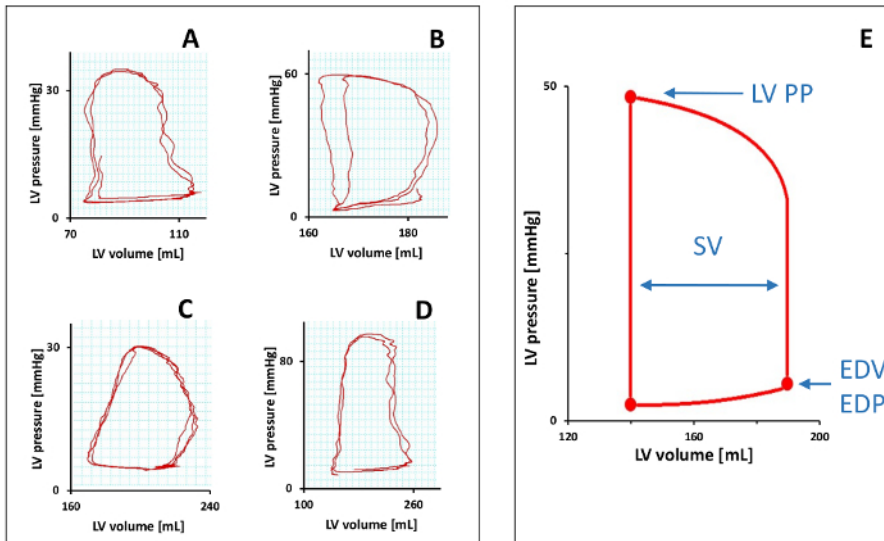 A
LV pressure [mmHg]
30
0
70
110
LV volume [mL]
B
LV pressure [mmHg]
60
0
160
180
LV volume [mL]
C
LV pressure [mmHg]
30
0
160
240
LV volume [mL]
D
LV pressure [mmHg]
80
0
100
260
LV volume [mL]
E
LV pressure [mmHg]
50
0
LV PP
SV
EDV
EDP
120
160
200
LV volume [mL]